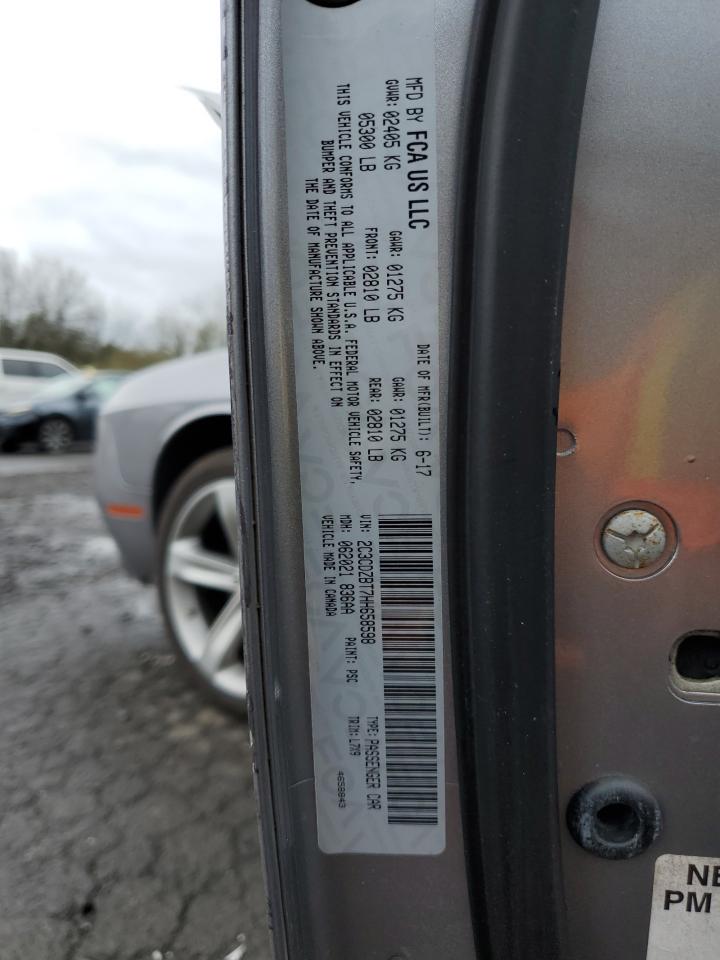 MFD BY FCA US LLC
DATE OF MFR(BUILT): 6-17
GVWR: 02405 KG
GAWR: 01275 KG
GAWR: 01275 KG
05300 LB
FRONT: 02810 LB
REAR: 02810 LB
THIS VEHICLE CONFORMS TO ALL APPLICABLE U.S.A. FEDERAL MOTOR VEHICLE SAFETY,
BUMPER AND THEFT PREVENTION STANDARDS IN EFFECT ON
THE DATE OF MANUFACTURE SHOWN ABOVE.
VIN: 2C3CDZBT7HH658598
TYPE: PASSENGER CAR
MDH: 062021 836AA
PAINT: PSC
TRIM: L7X9
VEHICLE MADE IN CANADA
4658843
NE
PM